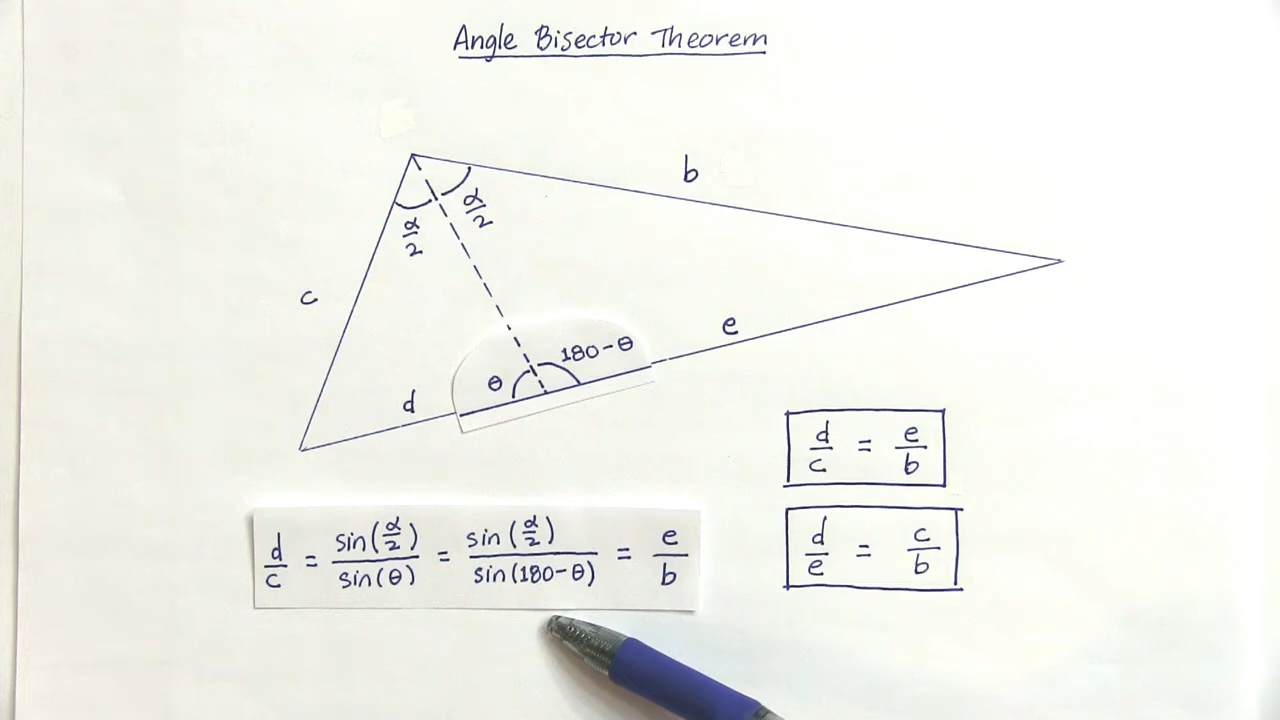 Angle Bisector Theorem
b
α/2
α/2
c
e
180-θ
θ
d
d/c = e/b
d/c = sin(α/2)/sin(θ) = sin(α/2)/sin(180-θ) = e/b
d/e = c/b